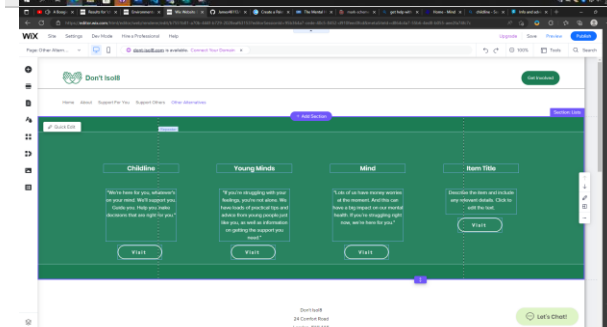 WIX Site Settings Dev Mode Hire a Professional Help
Upgrade Save Preview Publish
Page: Other Altern...
is available. Connect Your Domain
100% Tools Search
Don't Isol8
Get Involved
Home About Support For You Support Others Other Alternatives
+ Add Section
Quick Edit
Childline
Young Minds
Mind
Item Title
"We're here for you, whatever's
on your mind. We'll support you.
Guide you. Help you make
decisions that are right for you."
Visit
"If you're struggling with your
feelings, you're not alone. We
have loads of practical tips and
advice from young people just
like you, as well as information
on getting the support you
need."
Visit
"Lots of us have money worries
at the moment. And this can
have a big impact on our mental
health. If you're struggling right
now, we're here for you."
Visit
Describe the item and include
any relevant details. Click to
edit the text.
Visit
Don't Isol8
24 Comfort Road
Let's Chat!